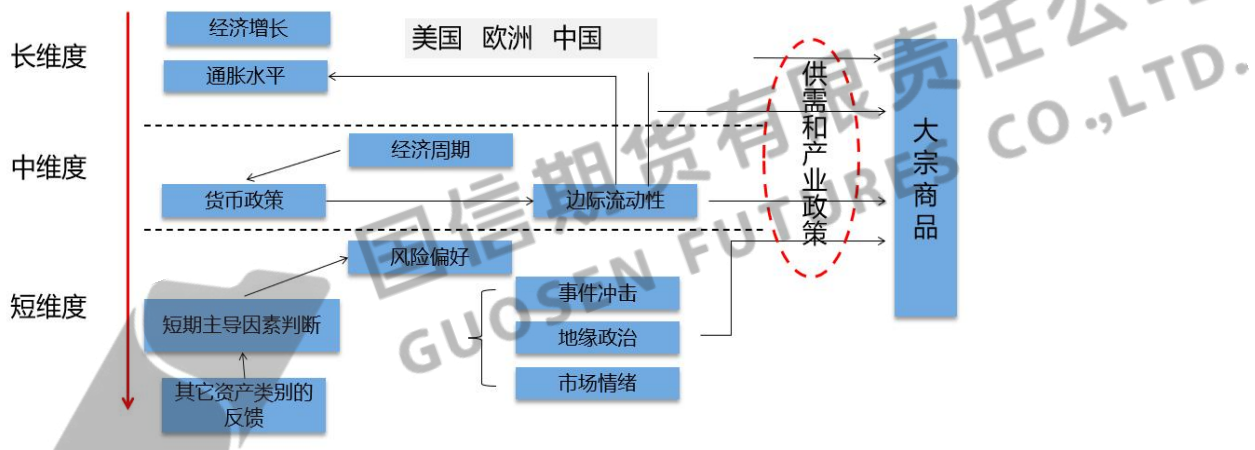 长维度
经济增长
通胀水平
美国 欧洲 中国
中维度
经济周期
货币政策
边际流动性
短维度
风险偏好
短期主导因素判断
其它资产类别的
反馈
事件冲击
地缘政治
市场情绪
供需和产业政策
大宗商品
国信期货有限责任公
GUOSEN FUTURES CO.,LTD.